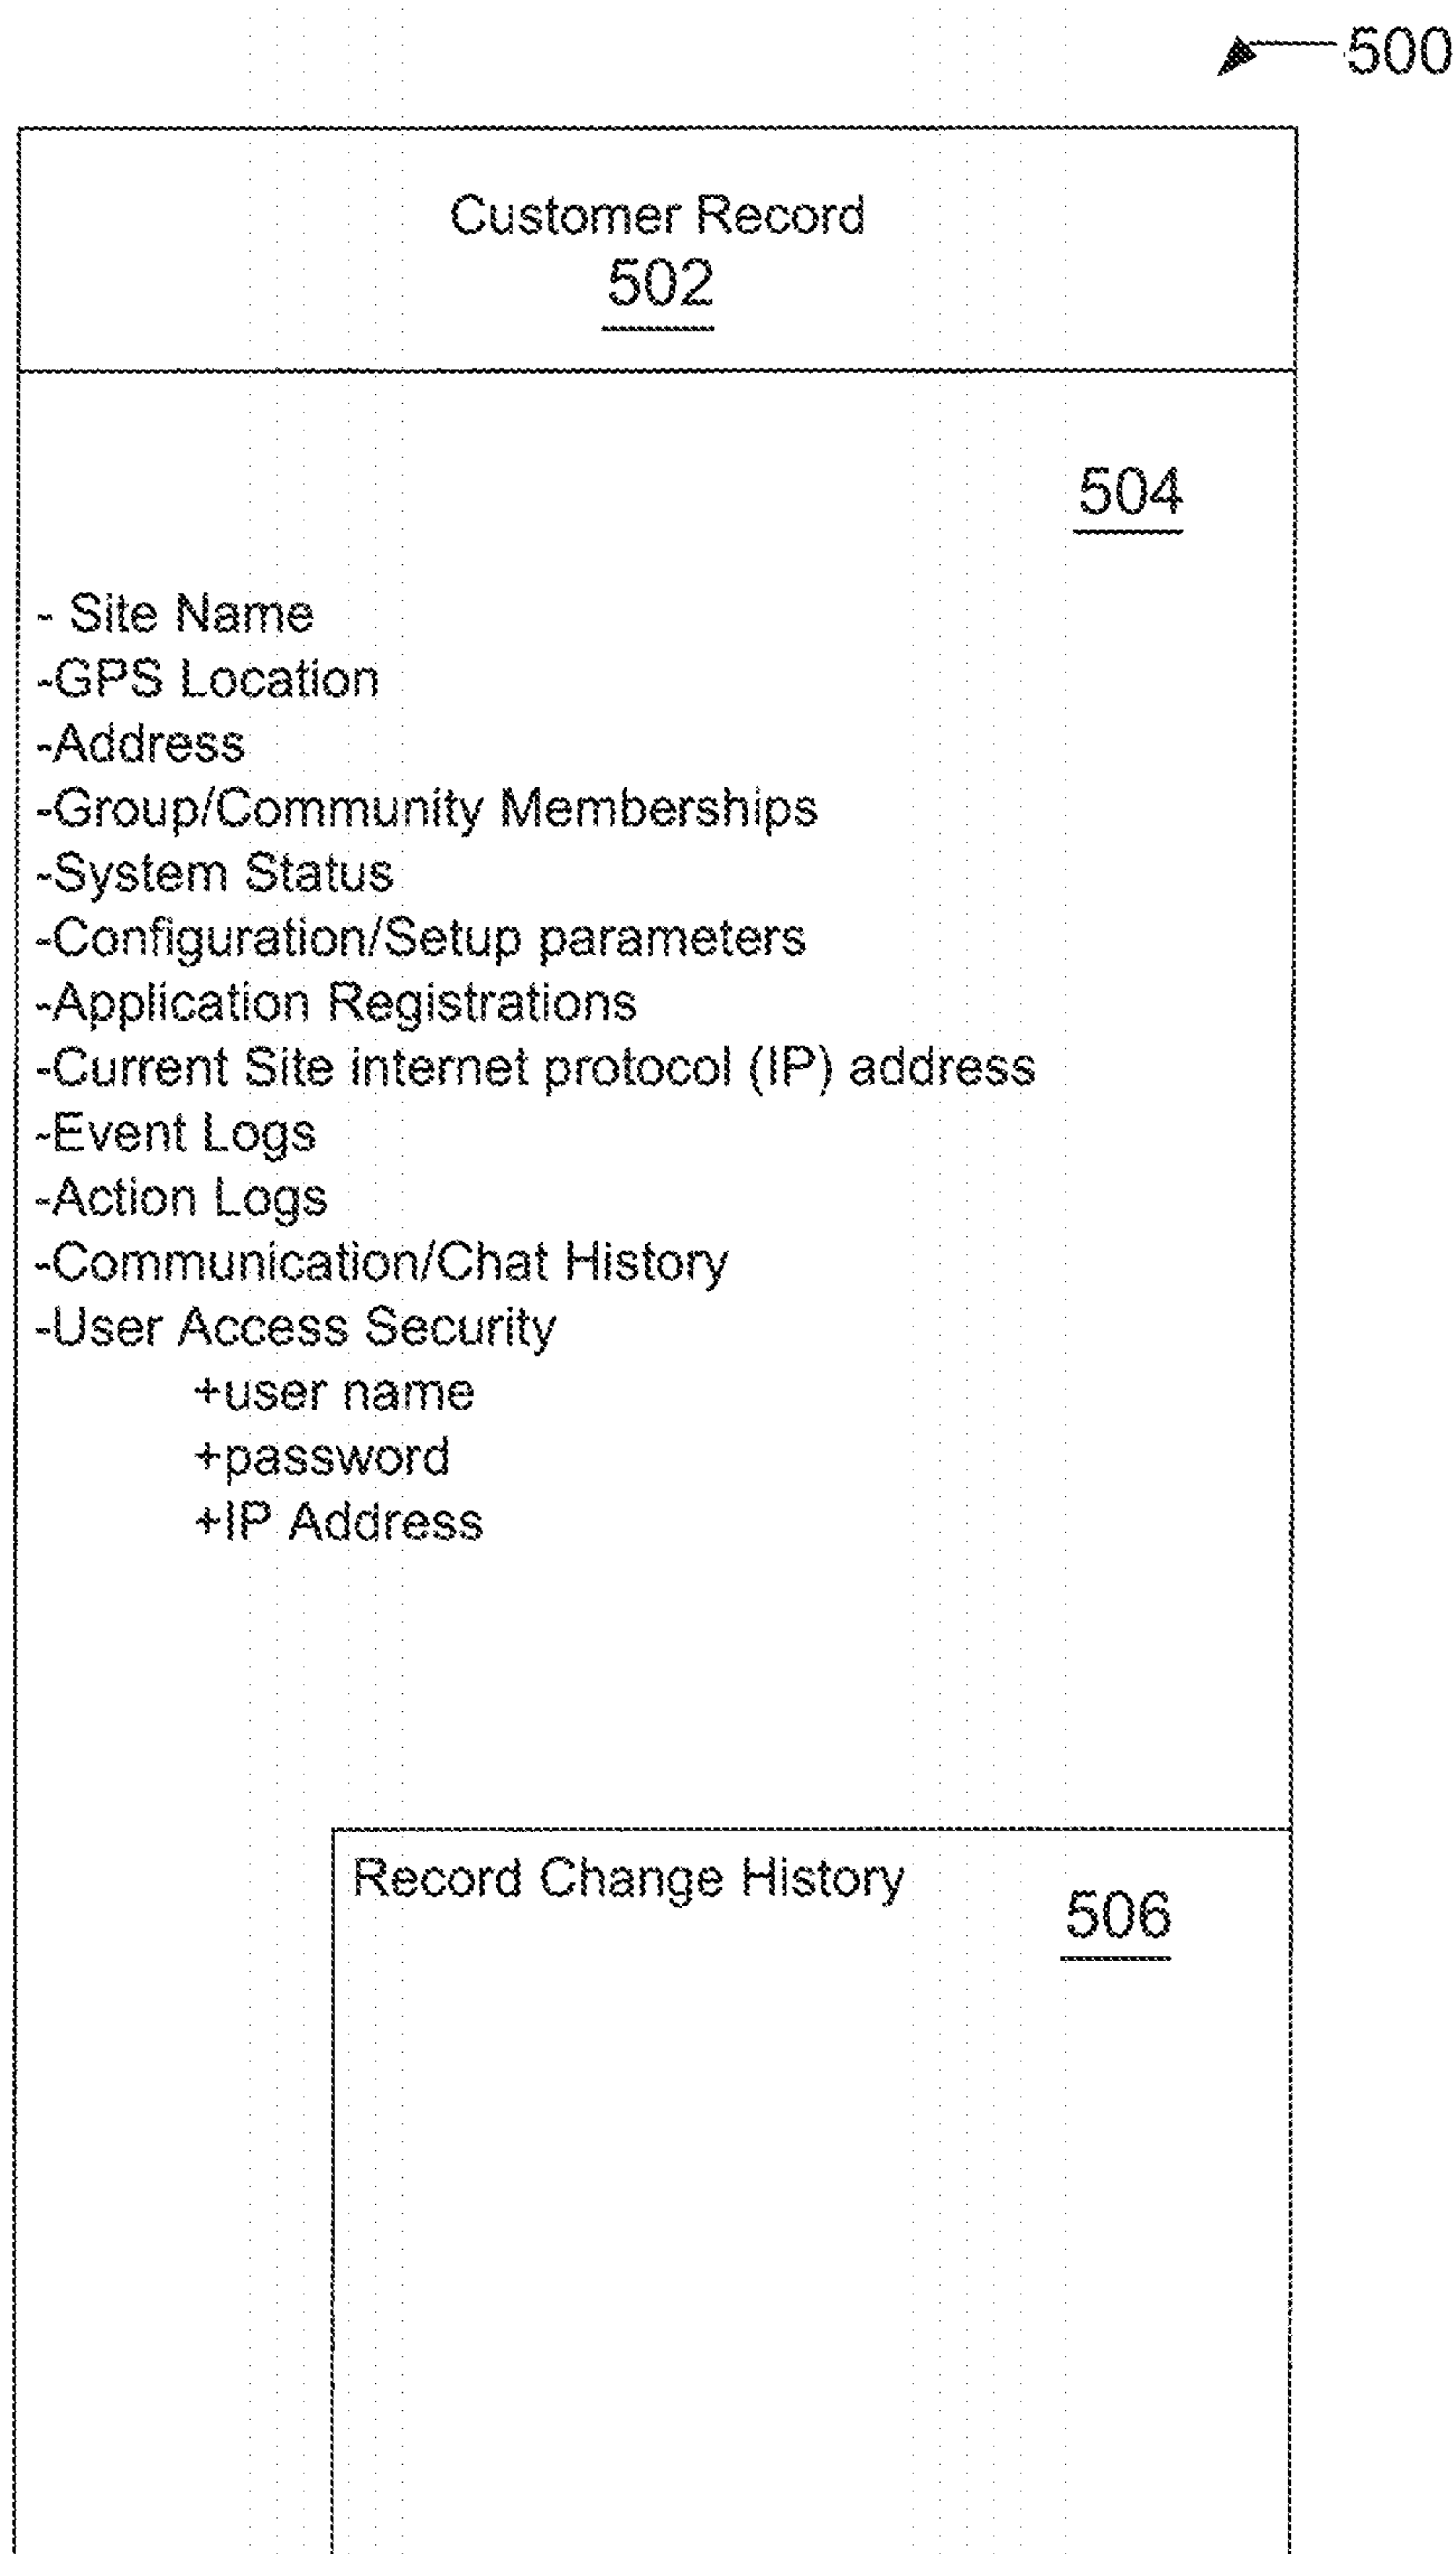 500
Customer Record
502
504
- Site Name
-GPS Location
-Address
-Group/Community Memberships
-System Status
-Configuration/Setup parameters
-Application Registrations
-Current Site internet protocol (IP) address
-Event Logs
-Action Logs
-Communication/Chat History
-User Access Security
+user name
+password
+IP Address
Record Change History
506